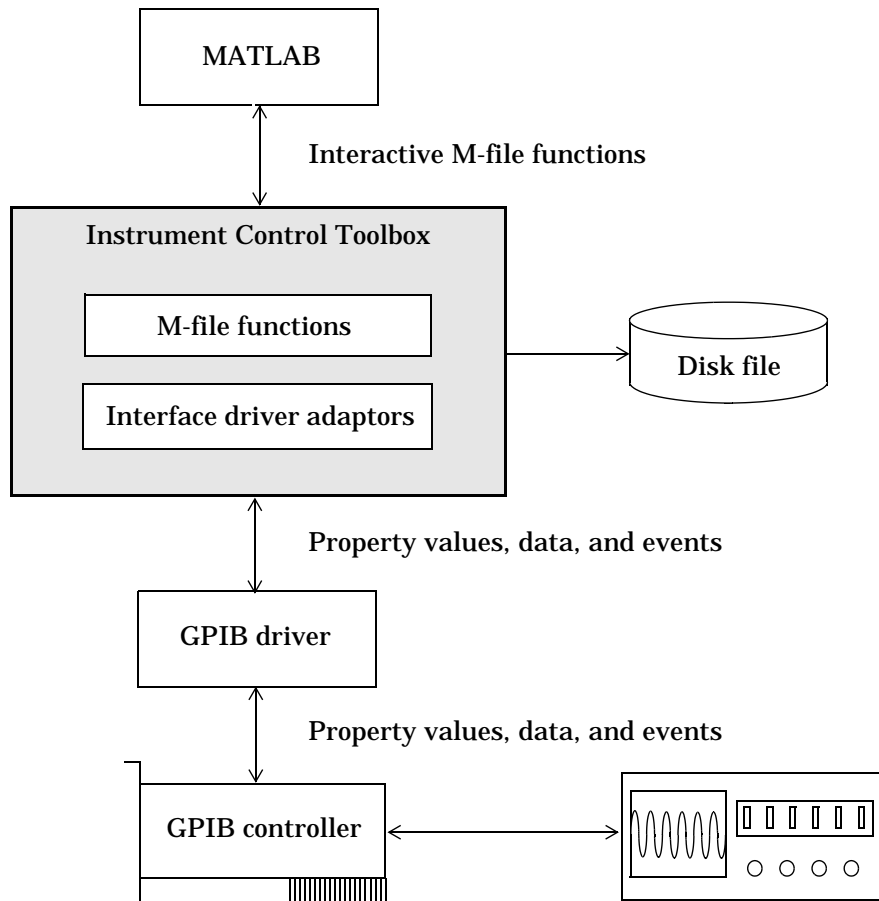 MATLAB
Interactive M-file functions
Instrument Control Toolbox
M-file functions
Interface driver adaptors
Disk file
Property values, data, and events
GPIB driver
Property values, data, and events
GPIB controller